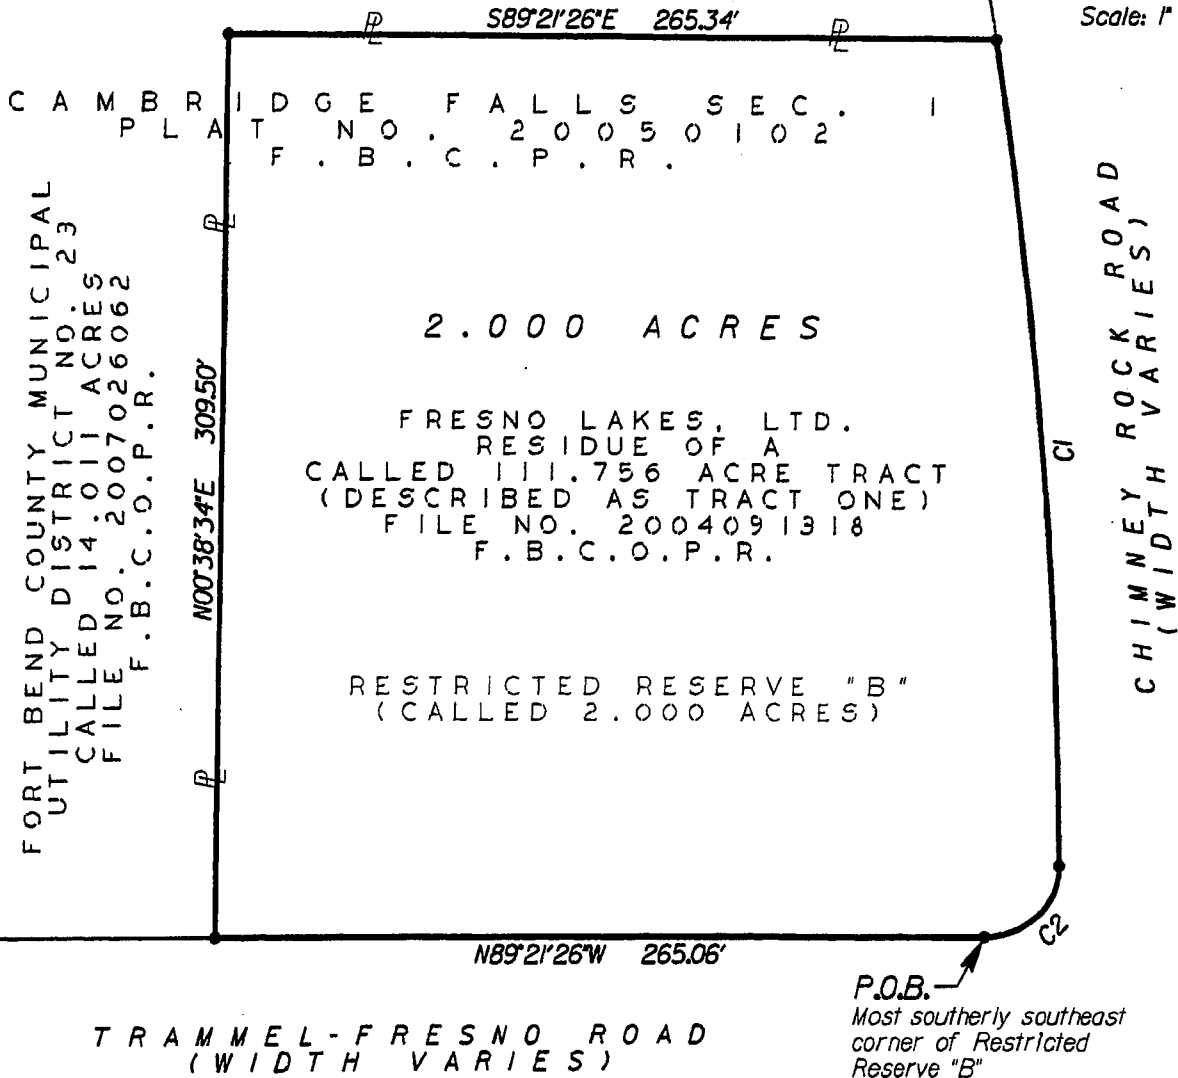 S89°21'26"E 265.34'
Scale: 1"
PL
PL
CAMBRIDGE FALLS SEC. 1
PLAT NO. 20050102
F.B.C.P.R.
PL
FORT BEND COUNTY MUNICIPAL
UTILITY DISTRICT NO. 23
CALLED 14.011 ACRES
FILE NO. 2007026062
F.B.C.O.P.R.
N00°38'34"E 309.50'
PL
2.000 ACRES
FRESNO LAKES, LTD.
RESIDUE OF A
CALLED 111.756 ACRE TRACT
(DESCRIBED AS TRACT ONE)
FILE NO. 2004091318
F.B.C.O.P.R.
RESTRICTED RESERVE "B"
(CALLED 2.000 ACRES)
C1
CHIMNEY ROCK ROAD
(WIDTH VARIES)
C2
N89°21'26"W 265.06'
P.O.B.
Most southerly southeast
corner of Restricted
Reserve "B"
TRAMMEL-FRESNO ROAD
(WIDTH VARIES)